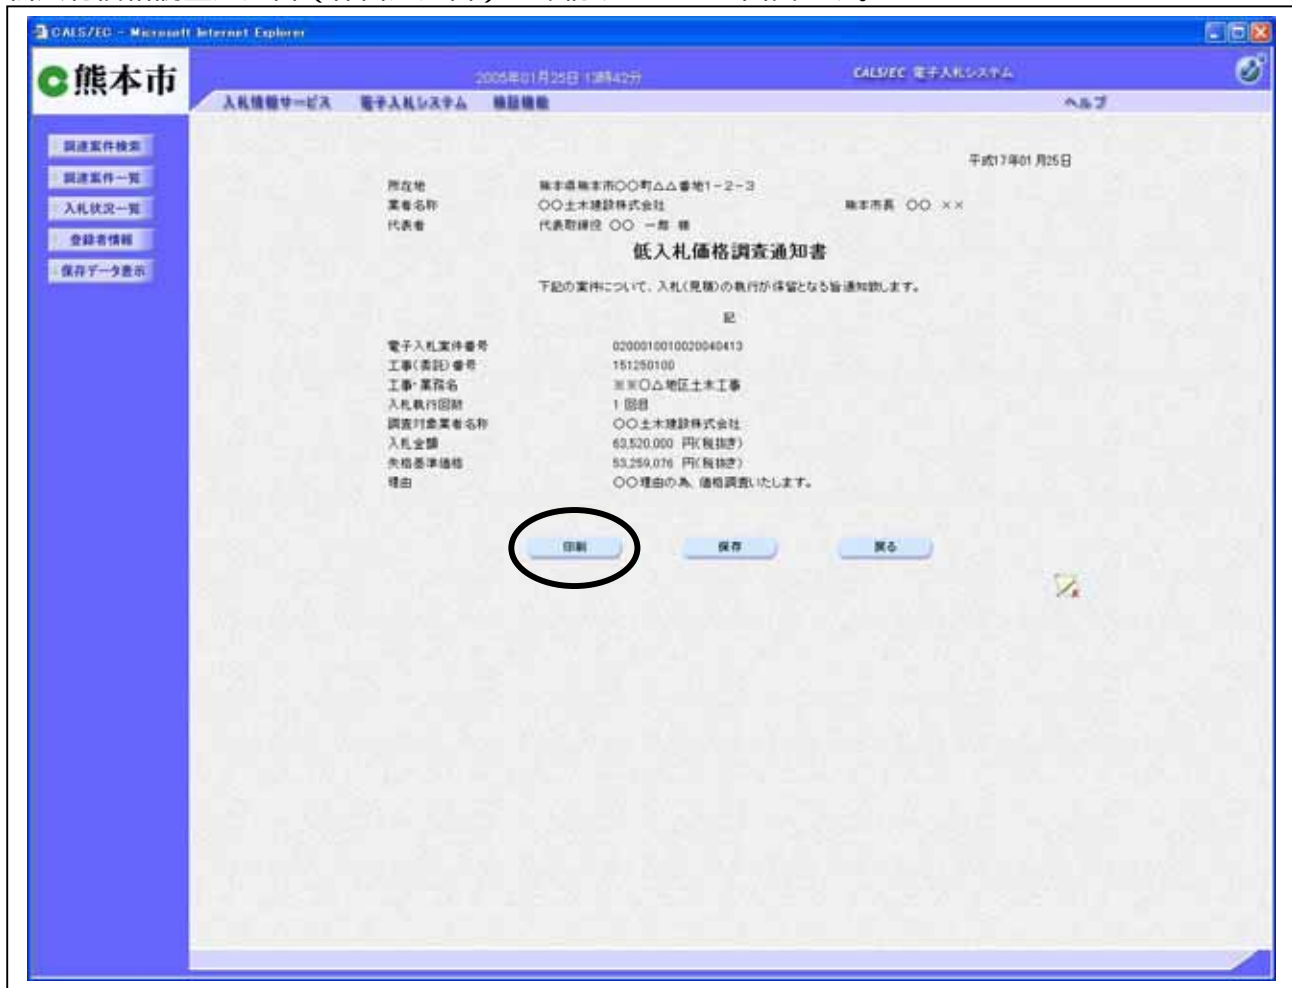 CALS/EC - Microsoft Internet Explorer
熊本市
2005年01月25日 13時42分
CALS/EC 電子入札システム
入札情報サービス 電子入札システム 検証機能 ヘルプ
調達案件検索
調達案件一覧
入札状況一覧
登録者情報
保存データ表示
平成17年01月25日
所在地 熊本県熊本市〇〇町△△番地1-2-3
業者名称 〇〇土木建設株式会社
熊本市長 〇〇 ××
代表者 代表取締役 〇〇 一郎 様
低入札価格調査通知書
下記の案件について、入札(見積)の執行が保留となる旨通知致します。
記
電子入札案件番号 0200010010020040413
工事(委託)番号 151250100
工事・業務名 ※※〇△地区土木工事
入札執行回数 1 回目
調査対象業者名称 〇〇土木建設株式会社
入札金額 63,520,000 円(税抜き)
失格基準価格 53,259,076 円(税抜き)
理由 〇〇理由の為、価格調査いたします。
印刷 保存 戻る